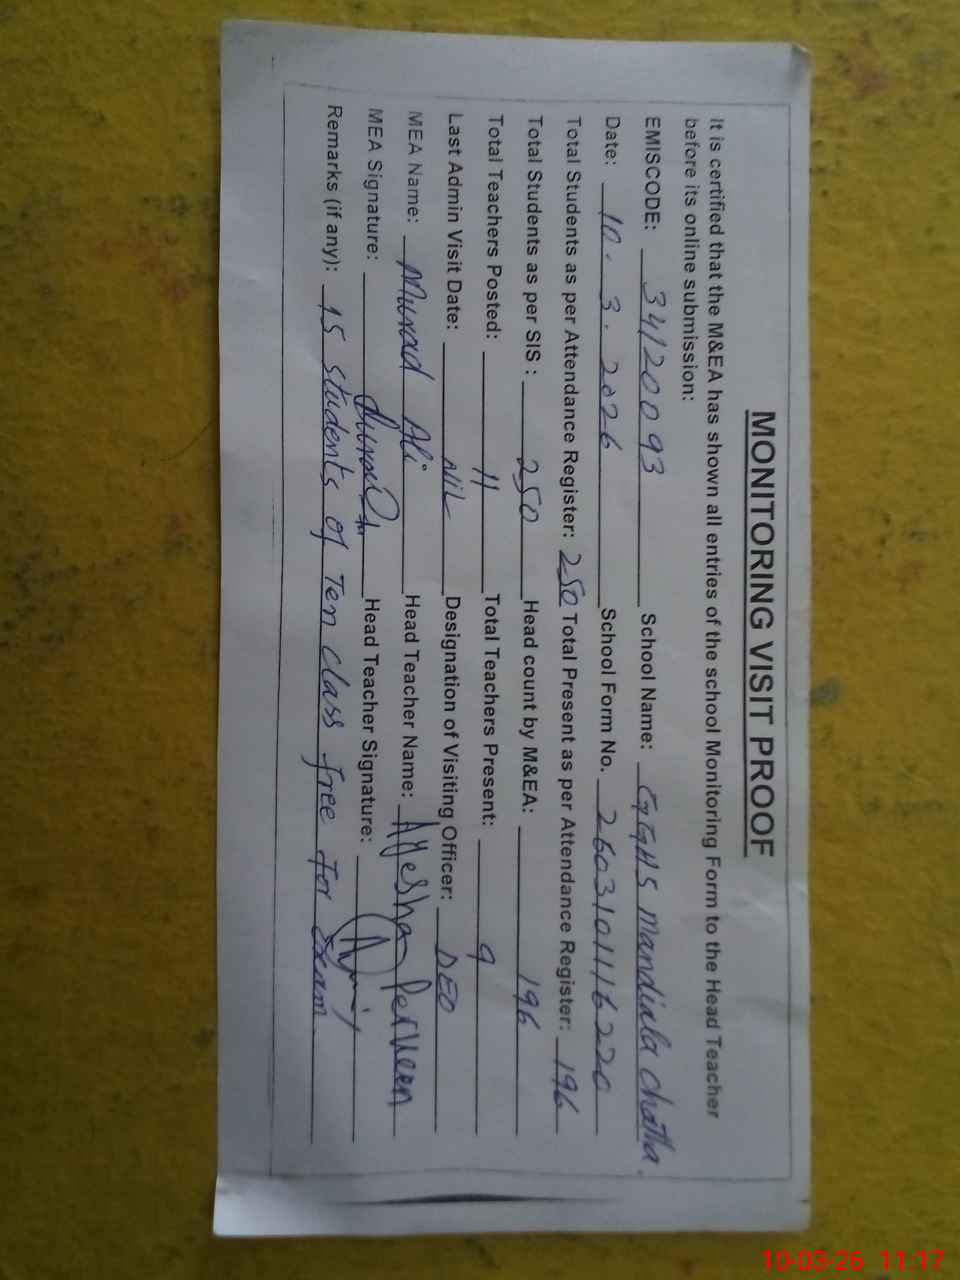 MONITORING VISIT PROOF
It is certified that the M&EA has shown all entries of the school Monitoring Form to the Head Teacher
before its online submission:
EMISCODE: 34120093 School Name: GGHS mandiala chatha.
Date: 10.3.2026 School Form No. 2603101116220
Total Students as per Attendance Register: 250 Total Present as per Attendance Register: 196
Total Students as per SIS : 250 Head count by M&EA: 196
Total Teachers Posted: 11 Total Teachers Present: 9
Last Admin Visit Date: NiL Designation of Visiting Officer: DEO
MEA Name: Murad Ali Head Teacher Name: Ayesha Perveen
MEA Signature: Head Teacher Signature:
Remarks (if any): 15 students of Ten class free for Exam
10-03-26 11:17